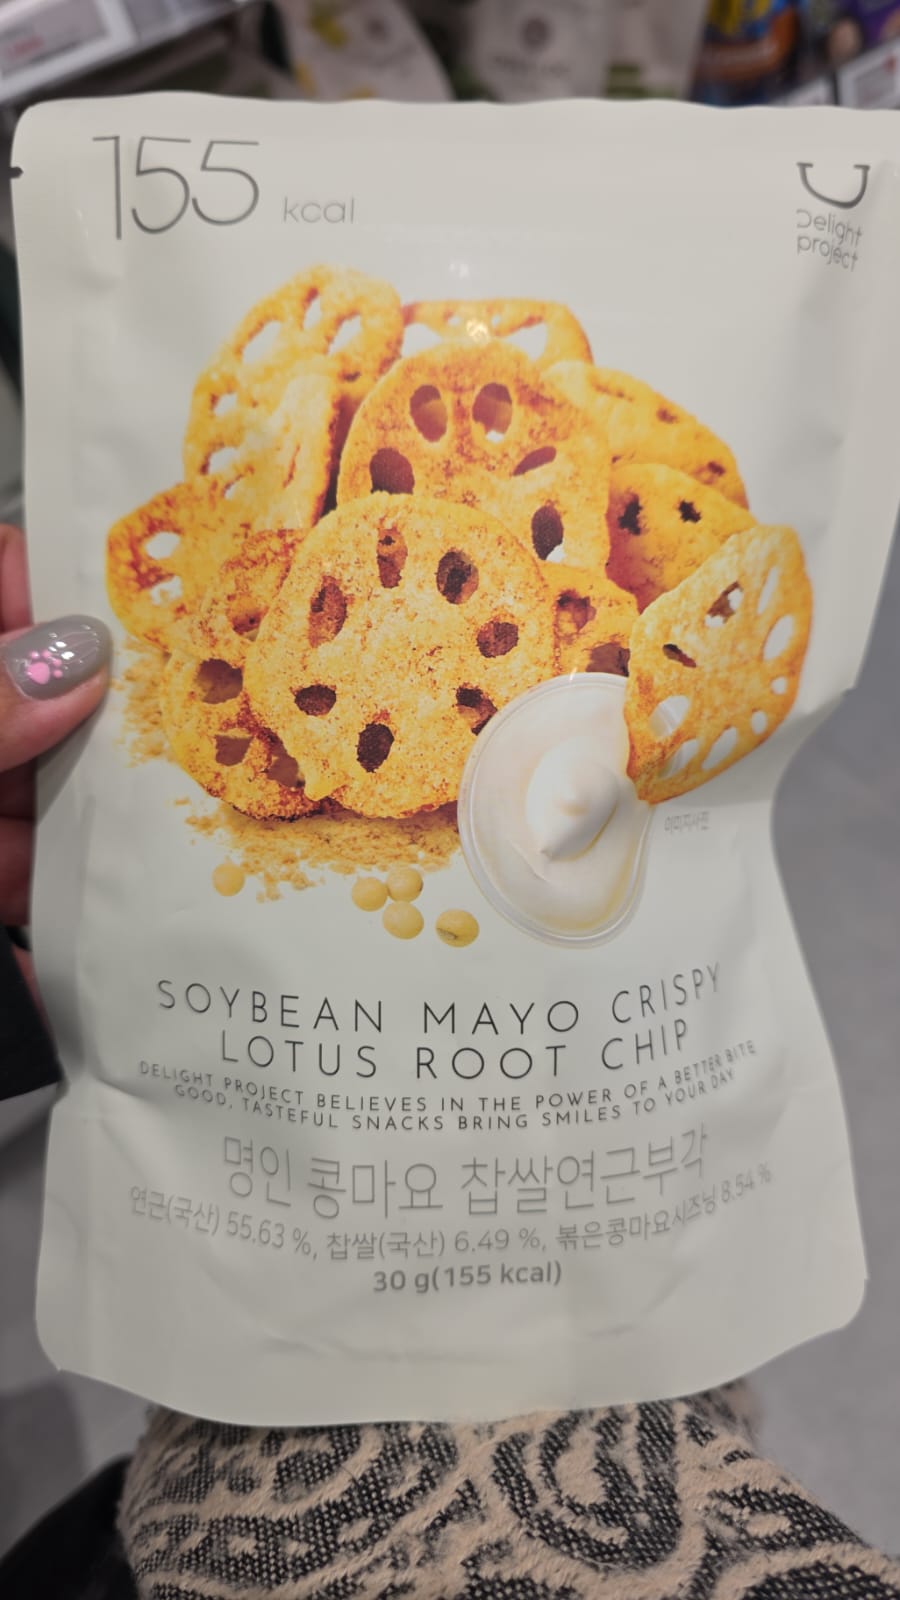 155 kcal
Delight
project
이미지사진
SOYBEAN MAYO CRISPY
LOTUS ROOT CHIP
DELIGHT PROJECT BELIEVES IN THE POWER OF A BETTER BITE
GOOD, TASTEFUL SNACKS BRING SMILES TO YOUR DAY
명인 콩마요 찹쌀연근부각
연근(국산) 55.63 %, 찹쌀(국산) 6.49 %, 볶은콩마요시즈닝 8.54 %
30 g(155 kcal)